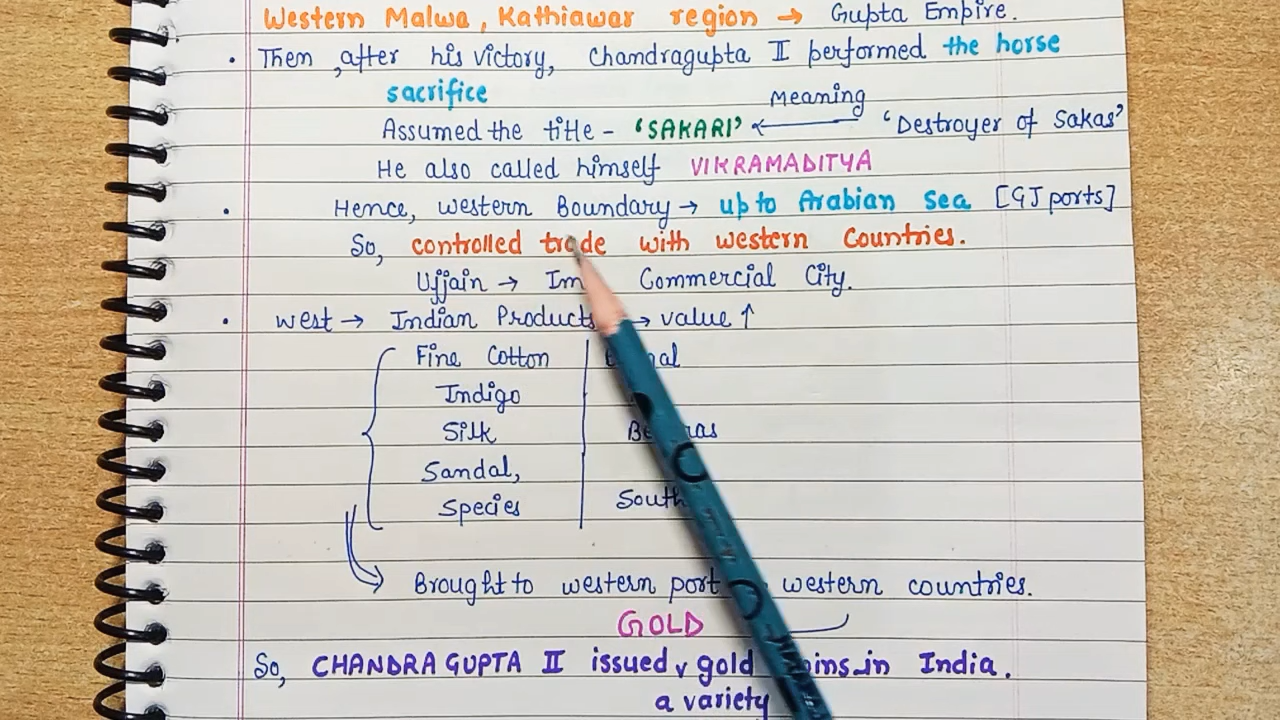 Western Malwa, Kathiawar region → Gupta Empire.
• Then, after his victory, Chandragupta II performed the horse
sacrifice
Meaning
Assumed the title - 'SAKARI' ← 'Destroyer of Sakas'
He also called himself VIKRAMADITYA
• Hence, western Boundary → up to Arabian Sea [GJ ports]
So, controlled trade with western Countries.
Ujjain → Commercial City.
• West → Indian Products → value ↑
Fine Cotton
Indigo
Silk
Sandal,
Species South
Brought to western port western countries.
GOLD
So, CHANDRAGUPTA II issued ˅ gold in India.
a variety